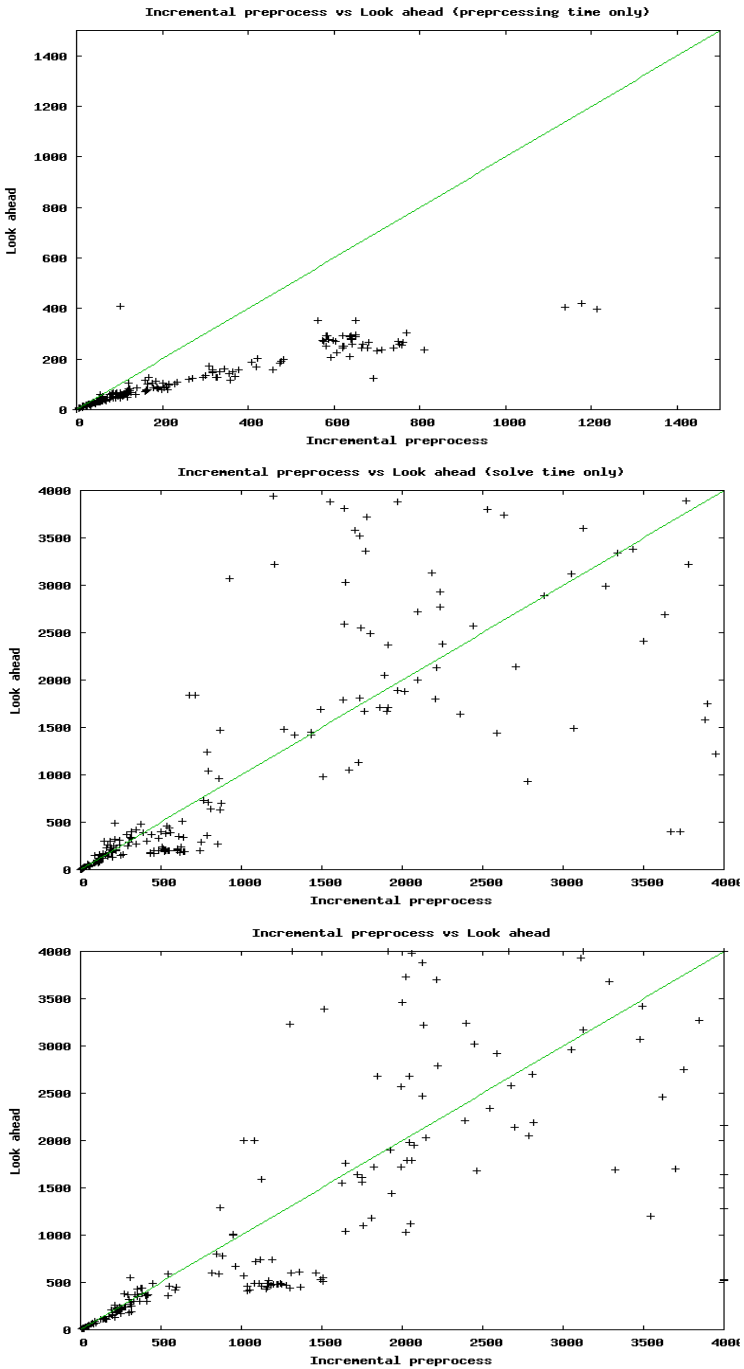 Incremental preprocess vs Look ahead (preprcessing time only)
1400
1200
1000
800
600
400
200
0
Look ahead
0 200 400 600 800 1000 1200 1400
Incremental preprocess
Incremental preprocess vs Look ahead (solve time only)
4000
3500
3000
2500
2000
1500
1000
500
0
Look ahead
0 500 1000 1500 2000 2500 3000 3500 4000
Incremental preprocess
Incremental preprocess vs Look ahead
4000
3500
3000
2500
2000
1500
1000
500
0
Look ahead
0 500 1000 1500 2000 2500 3000 3500 4000
Incremental preprocess